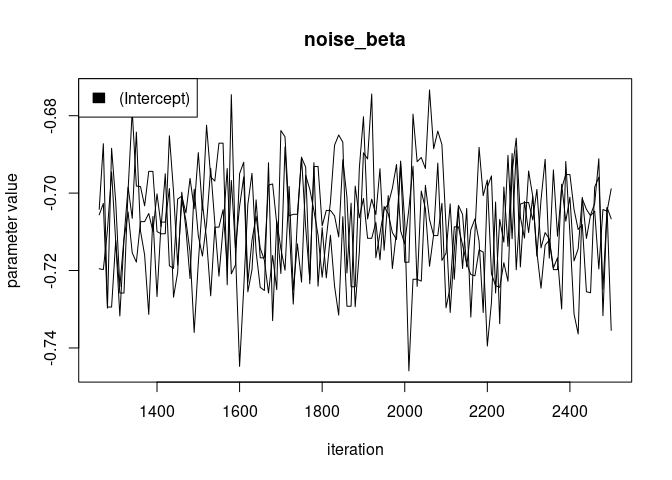 noise_beta
(Intercept)
parameter value
-0.68
-0.70
-0.72
-0.74
1400 1600 1800 2000 2200 2400
iteration